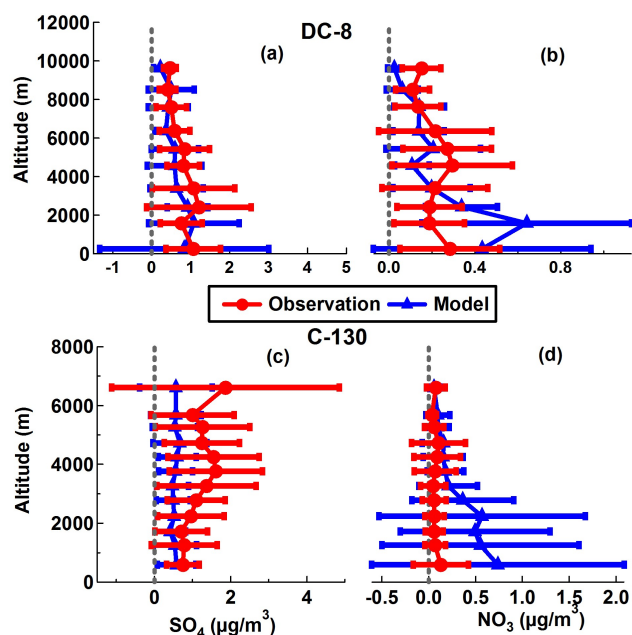 DC-8
(a)
(b)
Altitude (m)
12000
10000
8000
6000
4000
2000
0
-1 0 1 2 3 4 5
0.0 0.4 0.8
Observation Model
C-130
(c)
(d)
Altitude (m)
8000
6000
4000
2000
0
0 2 4
-0.5 0.0 0.5 1.0 1.5 2.0
SO₄ (µg/m³)
NO₃ (µg/m³)